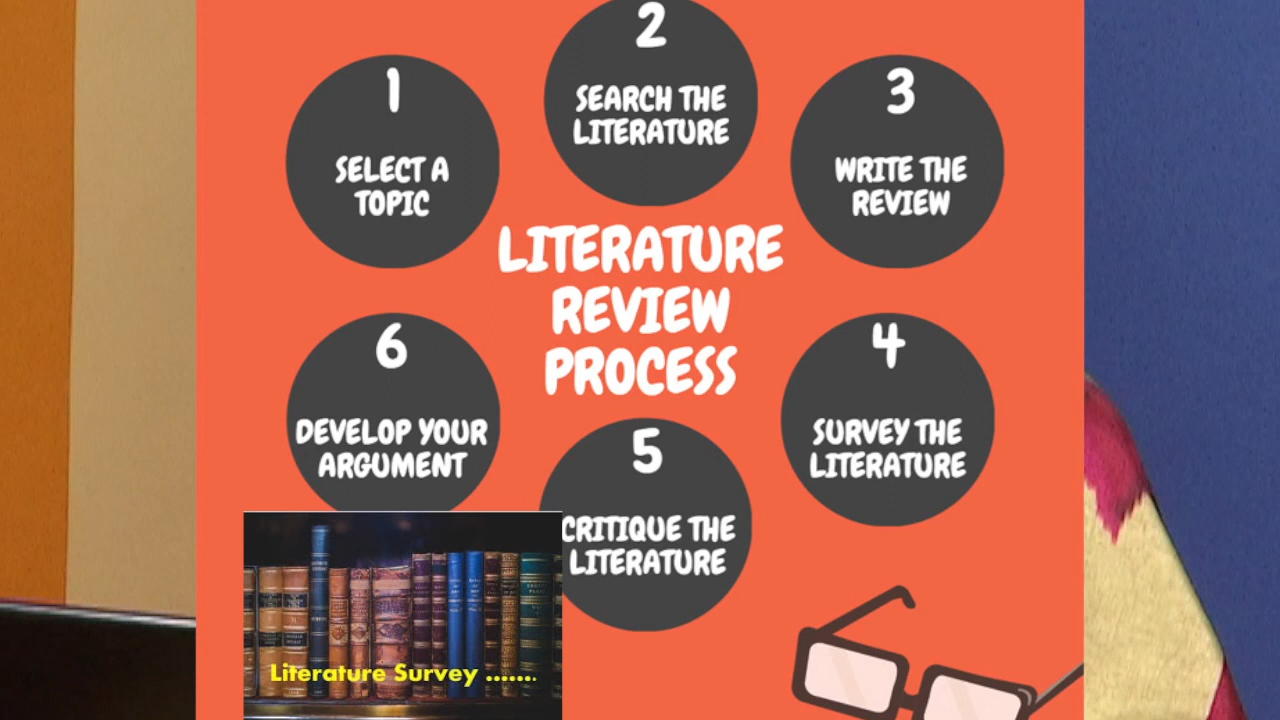 1
SELECT A
TOPIC
2
SEARCH THE
LITERATURE
3
WRITE THE
REVIEW
LITERATURE
REVIEW
PROCESS
4
SURVEY THE
LITERATURE
5
CRITIQUE THE
LITERATURE
6
DEVELOP YOUR
ARGUMENT
Literature Survey .......